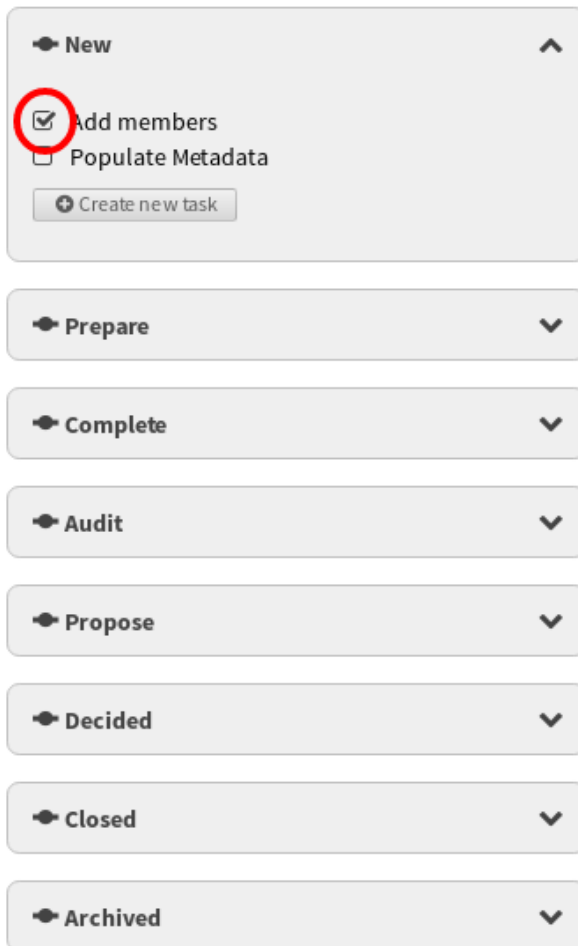 New
Add members
Populate Metadata
Create new task
Prepare
Complete
Audit
Propose
Decided
Closed
Archived